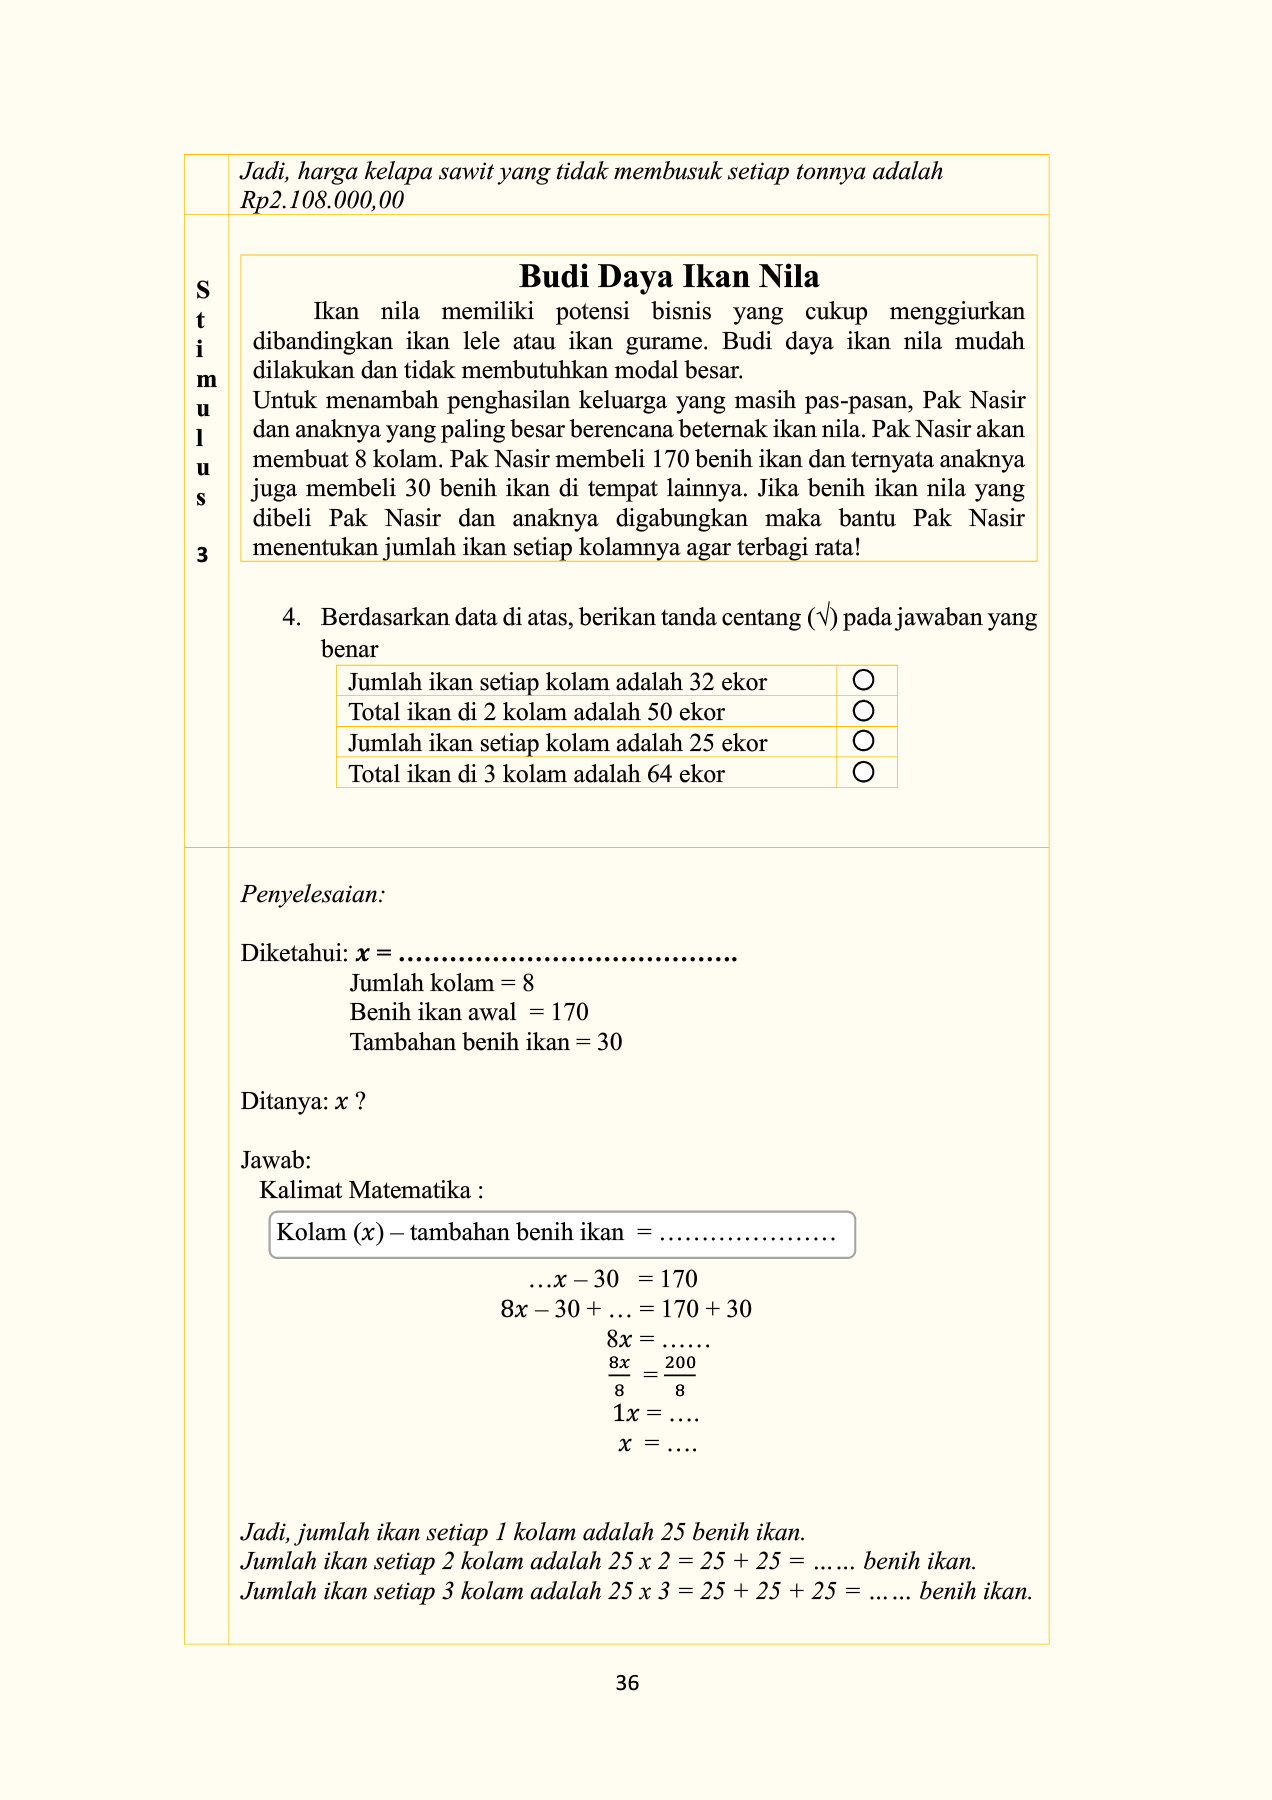 Jadi, harga kelapa sawit yang tidak membusuk setiap tonnya adalah
Rp2.108.000,00
S
t
i
m
u
l
u
s
3
Budi Daya Ikan Nila
Ikan nila memiliki potensi bisnis yang cukup menggiurkan
dibandingkan ikan lele atau ikan gurame. Budi daya ikan nila mudah
dilakukan dan tidak membutuhkan modal besar.
Untuk menambah penghasilan keluarga yang masih pas-pasan, Pak Nasir
dan anaknya yang paling besar berencana beternak ikan nila. Pak Nasir akan
membuat 8 kolam. Pak Nasir membeli 170 benih ikan dan ternyata anaknya
juga membeli 30 benih ikan di tempat lainnya. Jika benih ikan nila yang
dibeli Pak Nasir dan anaknya digabungkan maka bantu Pak Nasir
menentukan jumlah ikan setiap kolamnya agar terbagi rata!
4. Berdasarkan data di atas, berikan tanda centang (√) pada jawaban yang
benar
Jumlah ikan setiap kolam adalah 32 ekor
Total ikan di 2 kolam adalah 50 ekor
Jumlah ikan setiap kolam adalah 25 ekor
Total ikan di 3 kolam adalah 64 ekor
Penyelesaian:
Diketahui: x = ………………………………….
Jumlah kolam = 8
Benih ikan awal = 170
Tambahan benih ikan = 30
Ditanya: x ?
Jawab:
Kalimat Matematika :
Kolam (x) – tambahan benih ikan = …………………
…x – 30 = 170
8x – 30 + … = 170 + 30
8x = ……
8x/8 = 200/8
1x = ….
x = ….
Jadi, jumlah ikan setiap 1 kolam adalah 25 benih ikan.
Jumlah ikan setiap 2 kolam adalah 25 x 2 = 25 + 25 = …… benih ikan.
Jumlah ikan setiap 3 kolam adalah 25 x 3 = 25 + 25 + 25 = …… benih ikan.
36